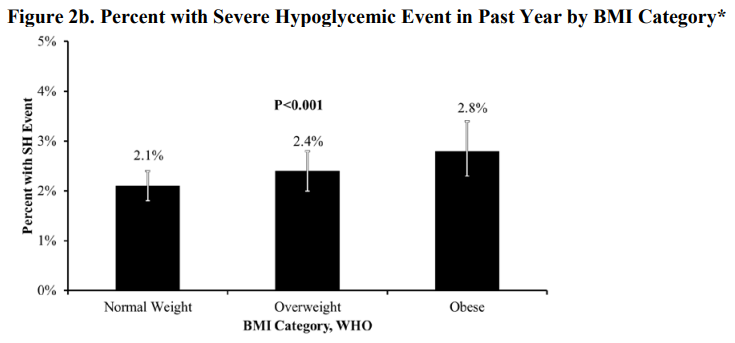 Figure 2b. Percent with Severe Hypoglycemic Event in Past Year by BMI Category*
5%
4%
3%
2%
1%
0%
Percent with SH Event
P<0.001
2.1%
2.4%
2.8%
Normal Weight
Overweight
Obese
BMI Category, WHO